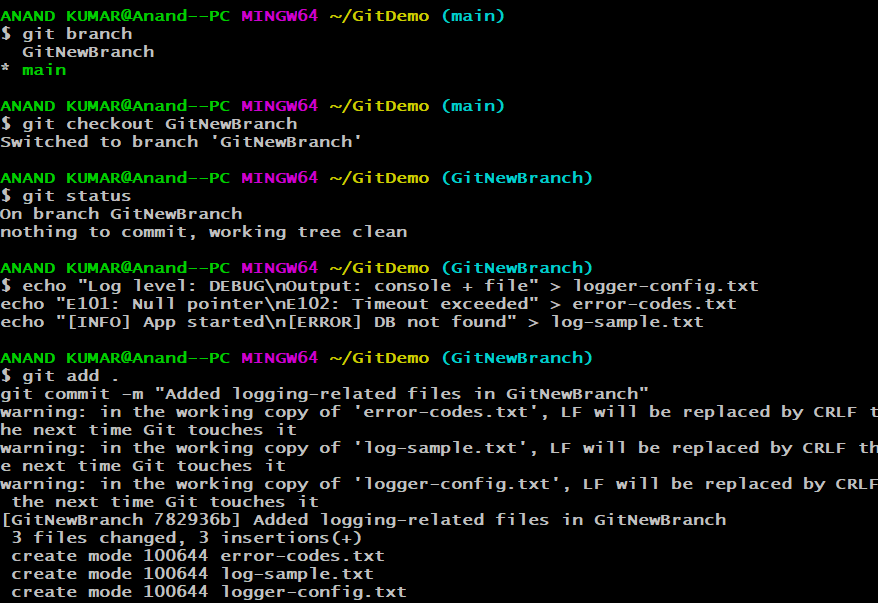 ANAND KUMAR@Anand--PC MINGW64 ~/GitDemo (main)
$ git branch
  GitNewBranch
* main

ANAND KUMAR@Anand--PC MINGW64 ~/GitDemo (main)
$ git checkout GitNewBranch
Switched to branch 'GitNewBranch'

ANAND KUMAR@Anand--PC MINGW64 ~/GitDemo (GitNewBranch)
$ git status
On branch GitNewBranch
nothing to commit, working tree clean

ANAND KUMAR@Anand--PC MINGW64 ~/GitDemo (GitNewBranch)
$ echo "Log level: DEBUG\nOutput: console + file" > logger-config.txt
echo "E101: Null pointer\nE102: Timeout exceeded" > error-codes.txt
echo "[INFO] App started\n[ERROR] DB not found" > log-sample.txt

ANAND KUMAR@Anand--PC MINGW64 ~/GitDemo (GitNewBranch)
$ git add .
git commit -m "Added logging-related files in GitNewBranch"
warning: in the working copy of 'error-codes.txt', LF will be replaced by CRLF t
he next time Git touches it
warning: in the working copy of 'log-sample.txt', LF will be replaced by CRLF th
e next time Git touches it
warning: in the working copy of 'logger-config.txt', LF will be replaced by CRLF
 the next time Git touches it
[GitNewBranch 782936b] Added logging-related files in GitNewBranch
 3 files changed, 3 insertions(+)
 create mode 100644 error-codes.txt
 create mode 100644 log-sample.txt
 create mode 100644 logger-config.txt